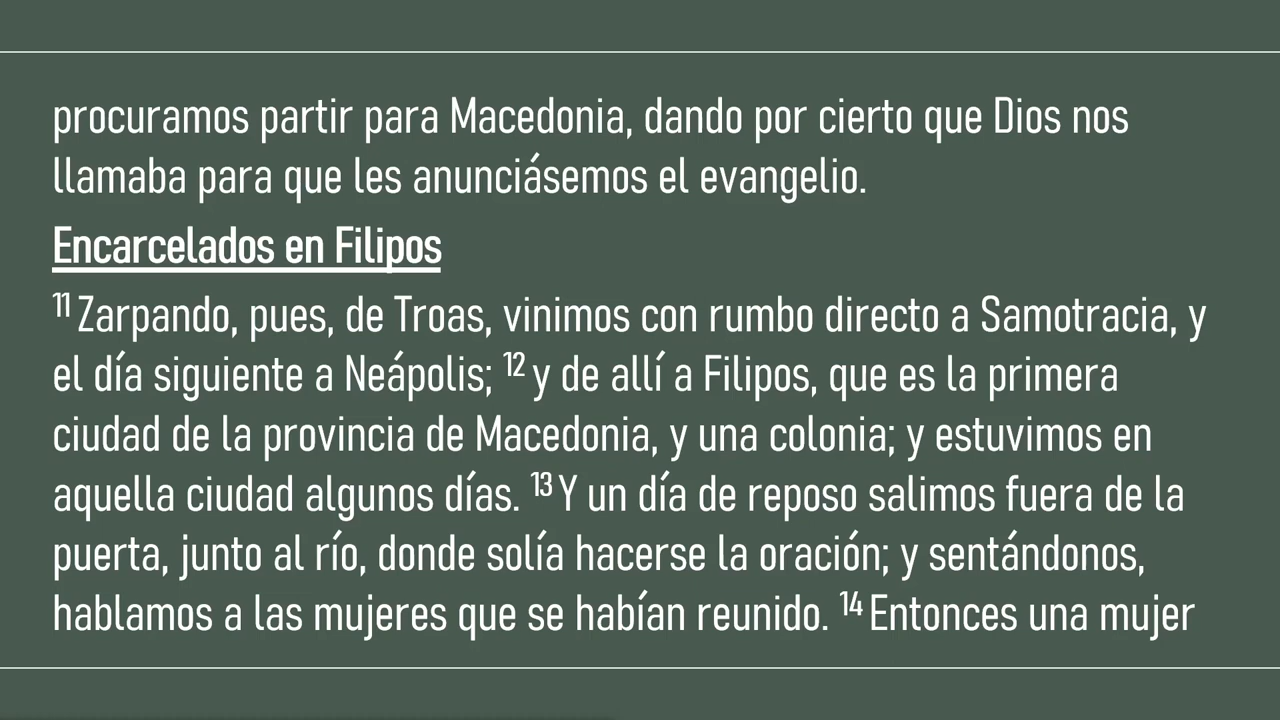 procuramos partir para Macedonia, dando por cierto que Dios nos
llamaba para que les anunciásemos el evangelio.
Encarcelados en Filipos
11 Zarpando, pues, de Troas, vinimos con rumbo directo a Samotracia, y
el día siguiente a Neápolis; 12 y de allí a Filipos, que es la primera
ciudad de la provincia de Macedonia, y una colonia; y estuvimos en
aquella ciudad algunos días. 13 Y un día de reposo salimos fuera de la
puerta, junto al río, donde solía hacerse la oración; y sentándonos,
hablamos a las mujeres que se habían reunido. 14 Entonces una mujer